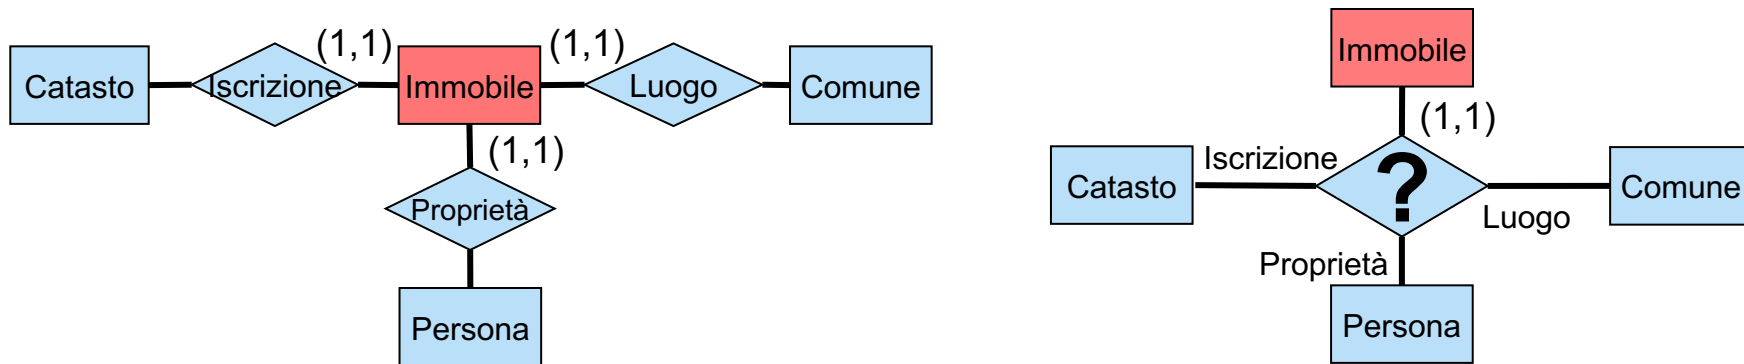 (1,1)
(1,1)
Catasto
Iscrizione
Immobile
Luogo
Comune
(1,1)
Proprietà
Persona
Immobile
(1,1)
Iscrizione
Catasto
?
Comune
Luogo
Proprietà
Persona